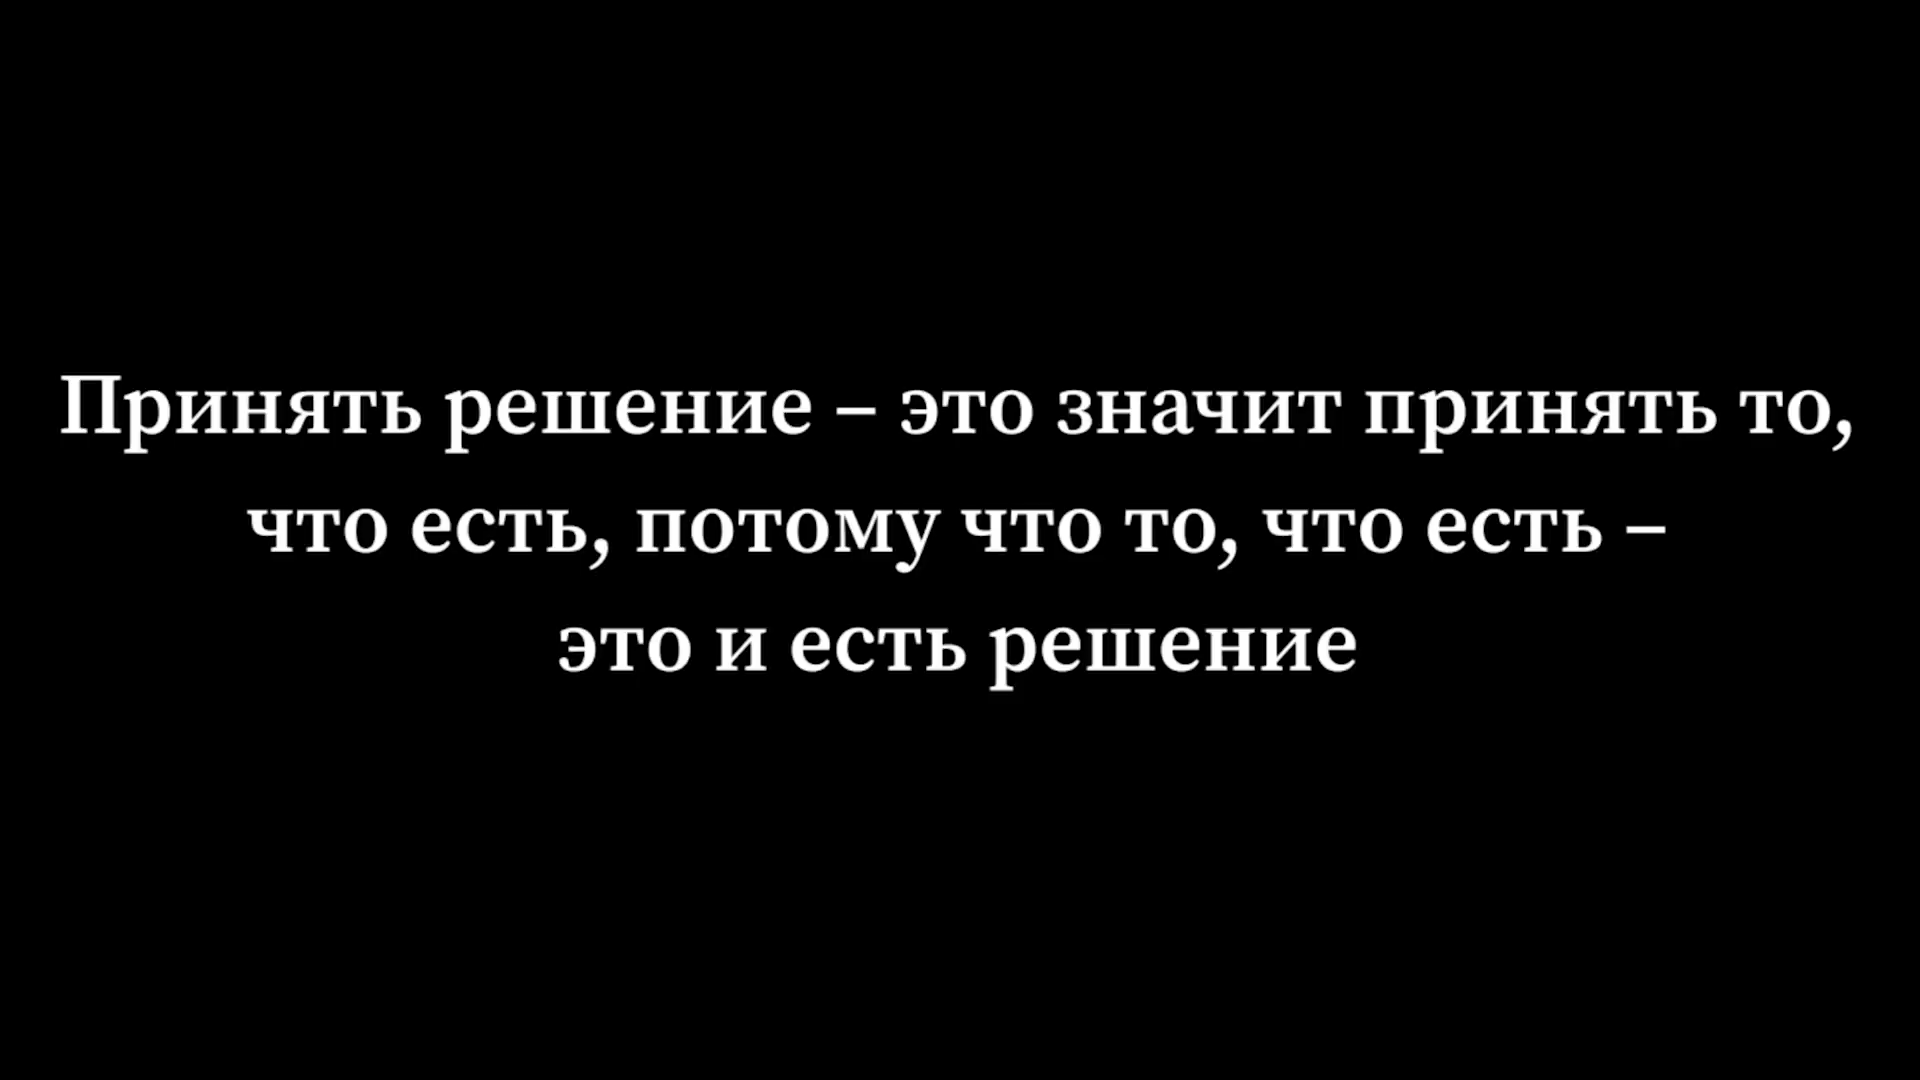 Принять решение – это значит принять то,
что есть, потому что то, что есть –
это и есть решение